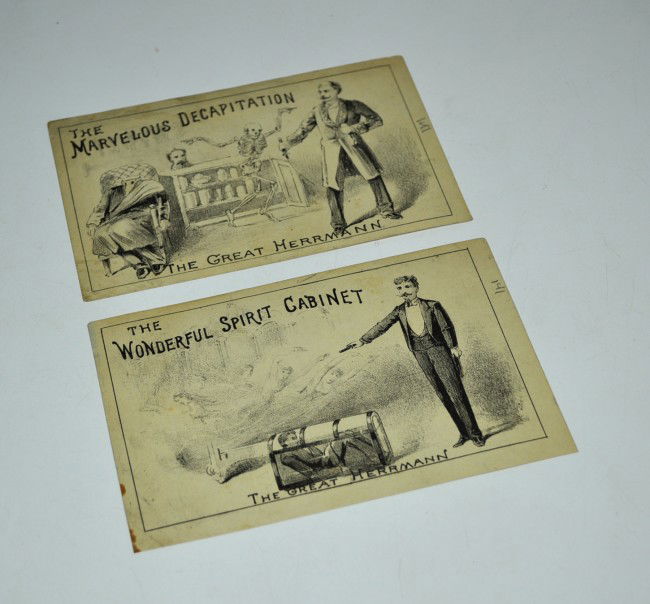 THE
MARVELOUS DECAPITATION
THE GREAT HERRMANN
THE
WONDERFUL SPIRIT CABINET
THE GREAT HERRMANN